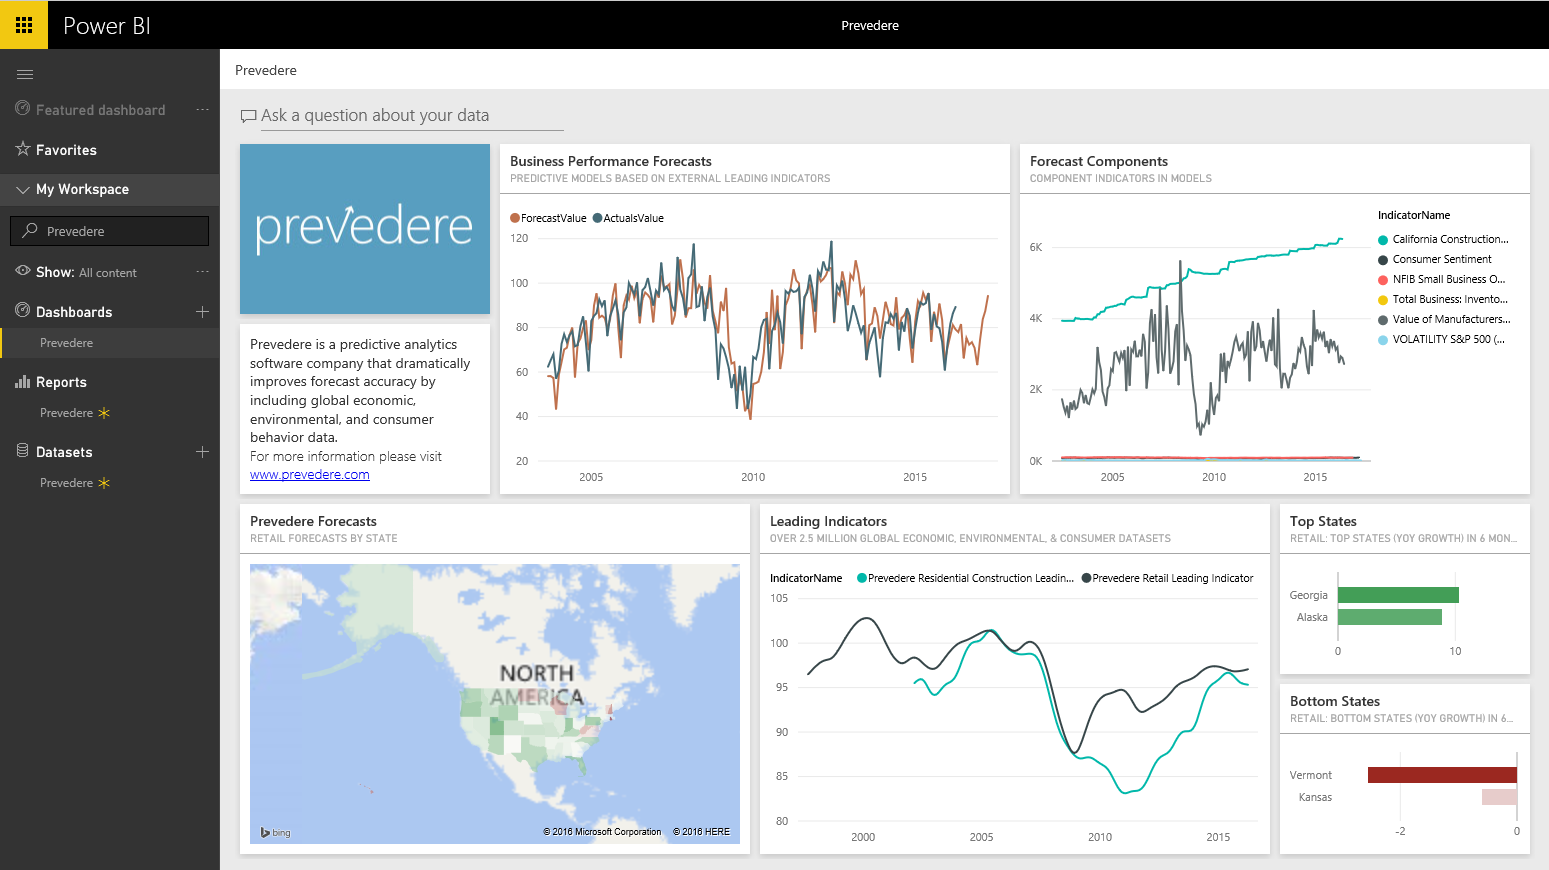 Power BI
Prevedere
Prevedere
Featured dashboard ...
Favorites
My Workspace
Prevedere
Show: All content ...
Dashboards
Prevedere
Reports
Prevedere
Datasets
Prevedere
Ask a question about your data
prevedere
Prevedere is a predictive analytics
software company that dramatically
improves forecast accuracy by
including global economic,
environmental, and consumer
behavior data.
For more information please visit
www.prevedere.com
Business Performance Forecasts
PREDICTIVE MODELS BASED ON EXTERNAL LEADING INDICATORS
ForecastValue ActualsValue
120
100
80
60
40
20
2005 2010 2015
Forecast Components
COMPONENT INDICATORS IN MODELS
IndicatorName
California Construction...
Consumer Sentiment
NFIB Small Business O...
Total Business: Invento...
Value of Manufacturers...
VOLATILITY S&P 500 (...
6K
4K
2K
0K
2005 2010 2015
Prevedere Forecasts
RETAIL FORECASTS BY STATE
NORTH
AMERICA
bing
© 2016 Microsoft Corporation © 2016 HERE
Leading Indicators
OVER 2.5 MILLION GLOBAL ECONOMIC, ENVIRONMENTAL, & CONSUMER DATASETS
IndicatorName Prevedere Residential Construction Leadin... Prevedere Retail Leading Indicator
105
100
95
90
85
80
2000 2005 2010 2015
Top States
RETAIL: TOP STATES (YOY GROWTH) IN 6 MON...
Georgia
Alaska
0 10
Bottom States
RETAIL: BOTTOM STATES (YOY GROWTH) IN 6...
Vermont
Kansas
-2 0